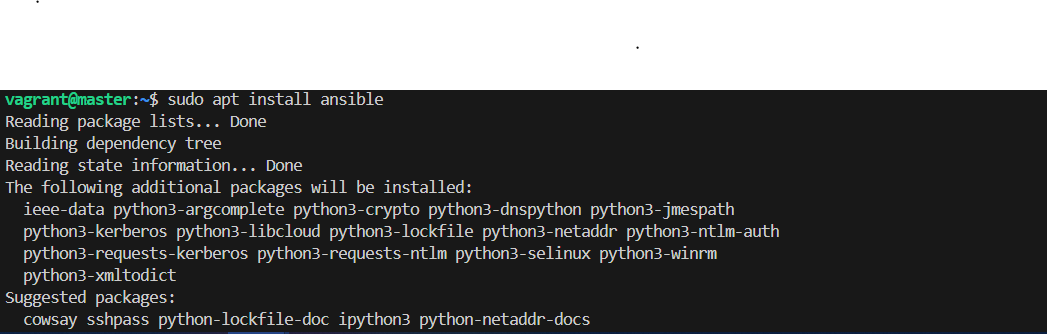 vagrant@master:~$ sudo apt install ansible
Reading package lists... Done
Building dependency tree
Reading state information... Done
The following additional packages will be installed:
  ieee-data python3-argcomplete python3-crypto python3-dnspython python3-jmespath
  python3-kerberos python3-libcloud python3-lockfile python3-netaddr python3-ntlm-auth
  python3-requests-kerberos python3-requests-ntlm python3-selinux python3-winrm
  python3-xmltodict
Suggested packages:
  cowsay sshpass python-lockfile-doc ipython3 python-netaddr-docs